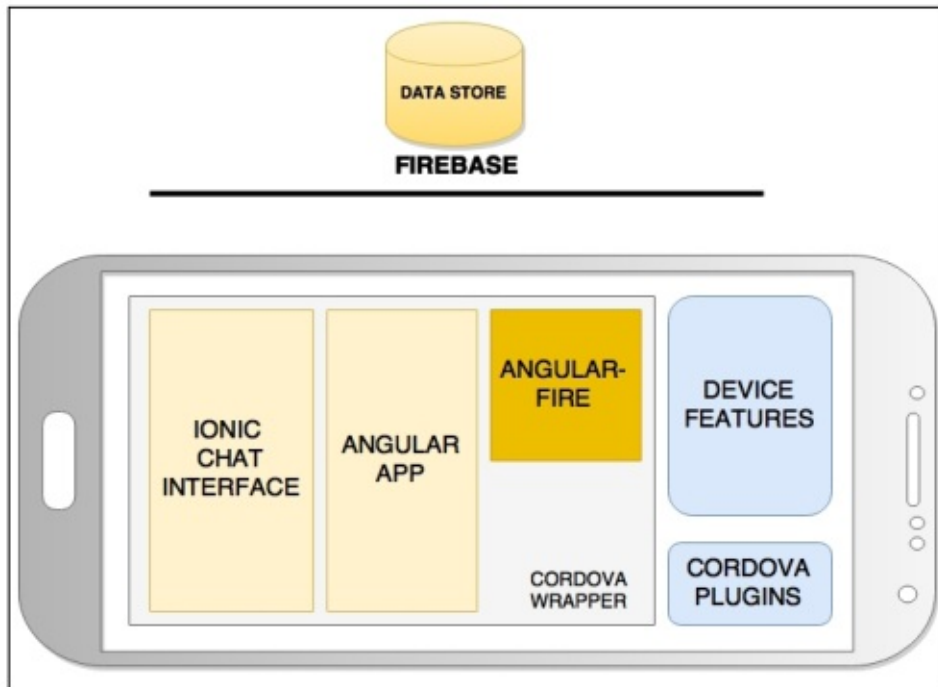 DATA STORE
FIREBASE
IONIC
CHAT
INTERFACE
ANGULAR
APP
ANGULAR-
FIRE
CORDOVA
WRAPPER
DEVICE
FEATURES
CORDOVA
PLUGINS